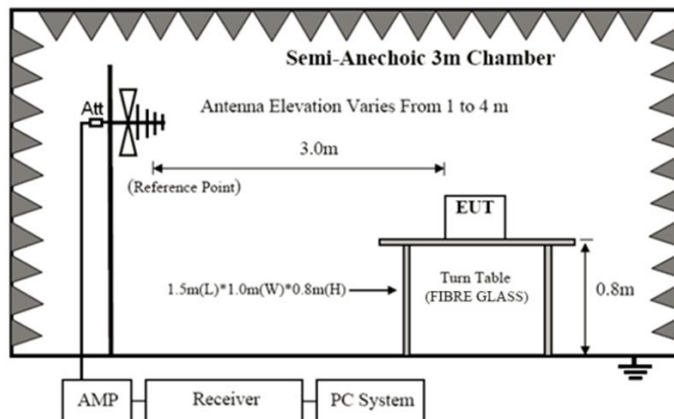 Semi-Anechoic 3m Chamber
Antenna Elevation Varies From 1 to 4 m
Att
3.0m
(Reference Point)
EUT
1.5m(L)*1.0m(W)*0.8m(H)
Turn Table
(FIBRE GLASS)
0.8m
AMP
Receiver
PC System